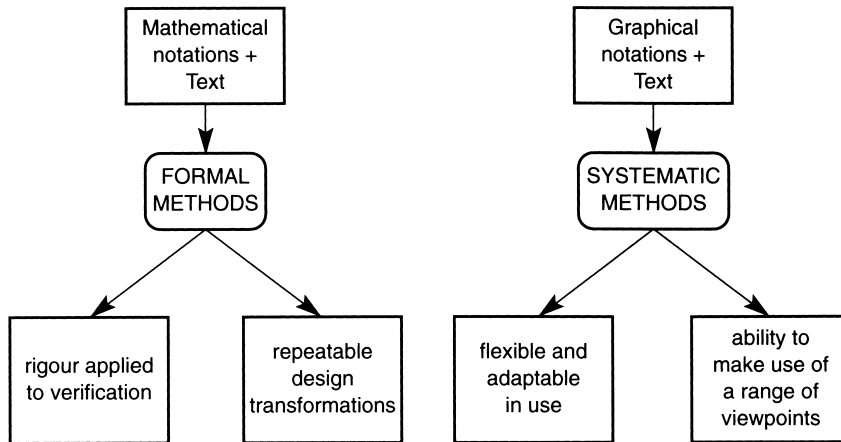 Mathematical
notations +
Text
Graphical
notations +
Text
FORMAL
METHODS
SYSTEMATIC
METHODS
rigour applied
to verification
repeatable
design
transformations
flexible and
adaptable
in use
ability to
make use of
a range of
viewpoints